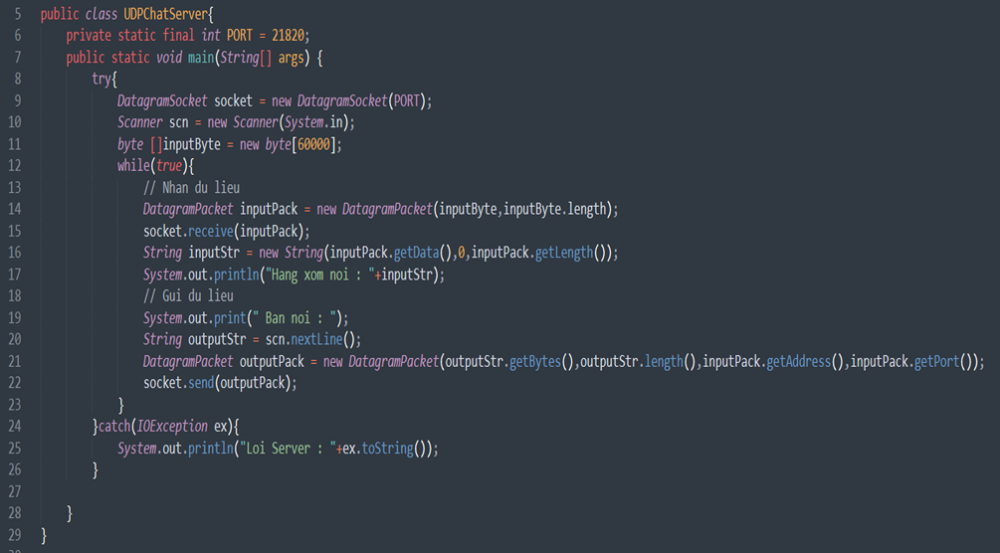 5 public class UDPChatServer{
6 private static final int PORT = 21820;
7 public static void main(String[] args) {
8 try{
9 DatagramSocket socket = new DatagramSocket(PORT);
10 Scanner scn = new Scanner(System.in);
11 byte []inputByte = new byte[60000];
12 while(true){
13 // Nhan du lieu
14 DatagramPacket inputPack = new DatagramPacket(inputByte,inputByte.length);
15 socket.receive(inputPack);
16 String inputStr = new String(inputPack.getData(),0,inputPack.getLength());
17 System.out.println("Hang xom noi : "+inputStr);
18 // Gui du lieu
19 System.out.print(" Ban noi : ");
20 String outputStr = scn.nextLine();
21 DatagramPacket outputPack = new DatagramPacket(outputStr.getBytes(),outputStr.length(),inputPack.getAddress(),inputPack.getPort());
22 socket.send(outputPack);
23 }
24 }catch(IOException ex){
25 System.out.println("Loi Server : "+ex.toString());
26 }
27
28 }
29 }